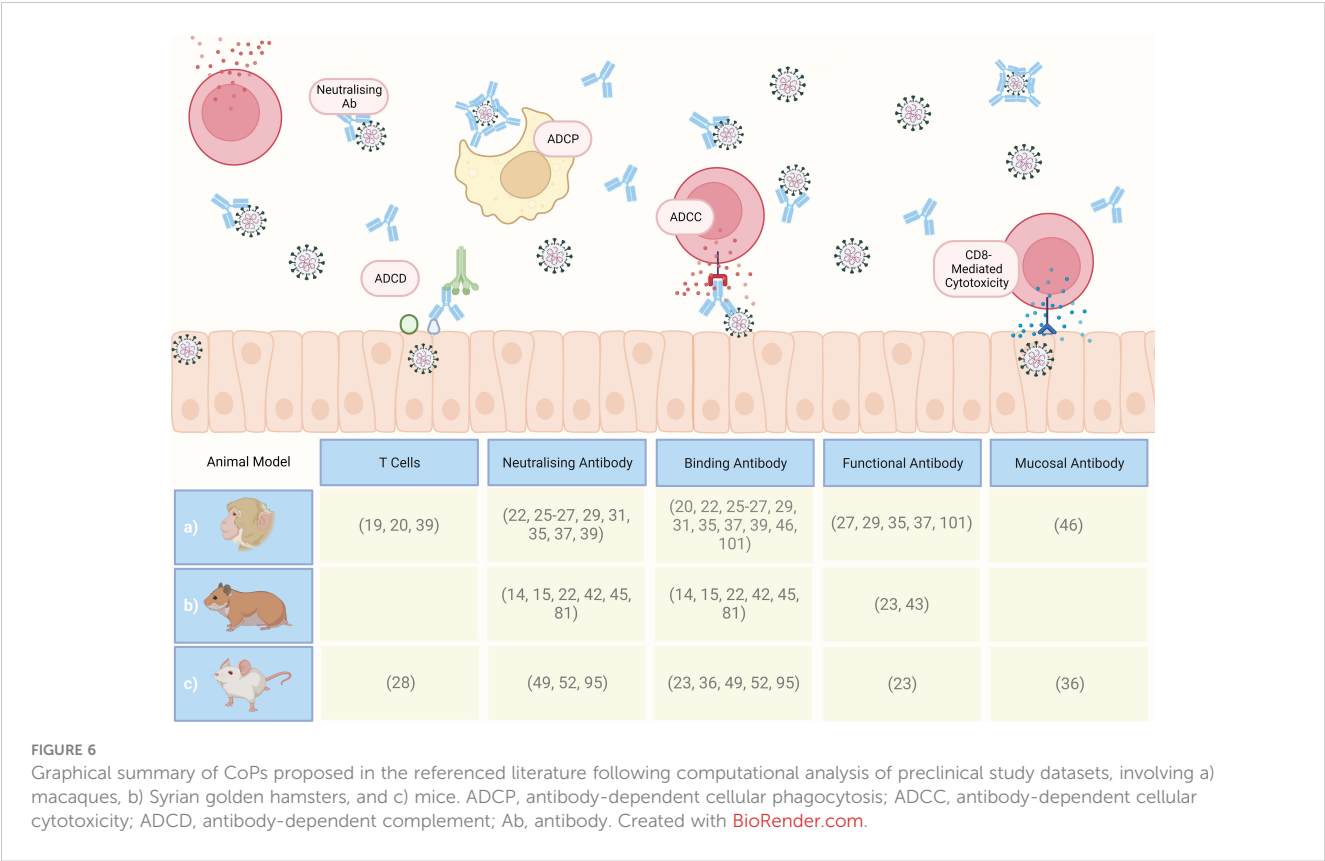 Neutralising
Ab
ADCP
ADCC
ADCD
CD8-
Mediated
Cytotoxicity
Animal Model
T Cells
Neutralising Antibody
Binding Antibody
Functional Antibody
Mucosal Antibody
a)
(19, 20, 39)
(22, 25-27, 29, 31,
35, 37, 39)
(20, 22, 25-27, 29,
31, 35, 37, 39, 46,
101)
(27, 29, 35, 37, 101)
(46)
b)
(14, 15, 22, 42, 45,
81)
(14, 15, 22, 42, 45,
81)
(23, 43)
c)
(28)
(49, 52, 95)
(23, 36, 49, 52, 95)
(23)
(36)
FIGURE 6
Graphical summary of CoPs proposed in the referenced literature following computational analysis of preclinical study datasets, involving a)
macaques, b) Syrian golden hamsters, and c) mice. ADCP, antibody-dependent cellular phagocytosis; ADCC, antibody-dependent cellular
cytotoxicity; ADCD, antibody-dependent complement; Ab, antibody. Created with BioRender.com.